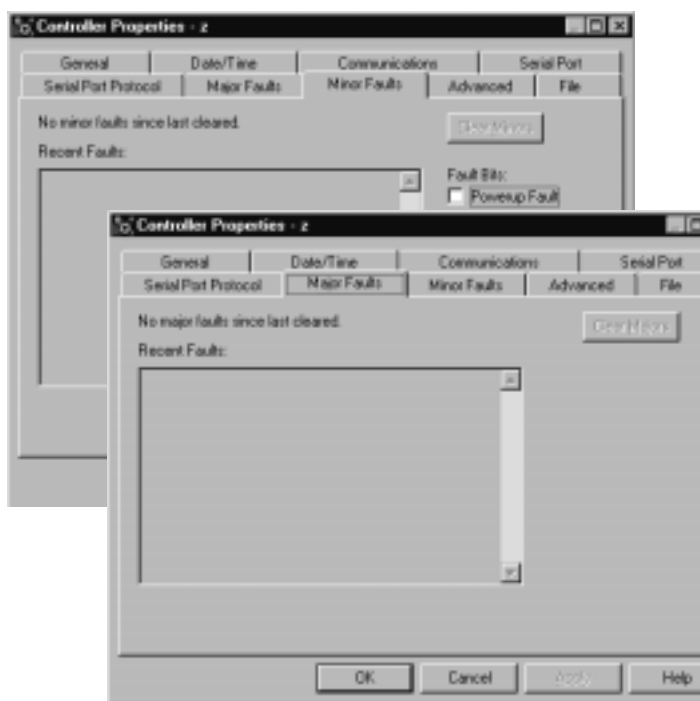 Controller Properties - z
General Date/Time Communications Serial Port
Serial Port Protocol Major Faults Minor Faults Advanced File
No minor faults since last cleared.
Clear Minors
Recent Faults:
Fault Bits:
Powerup Fault
Controller Properties - z
General Date/Time Communications Serial Port
Serial Port Protocol Major Faults Minor Faults Advanced File
No major faults since last cleared.
Clear Majors
Recent Faults:
OK Cancel Apply Help